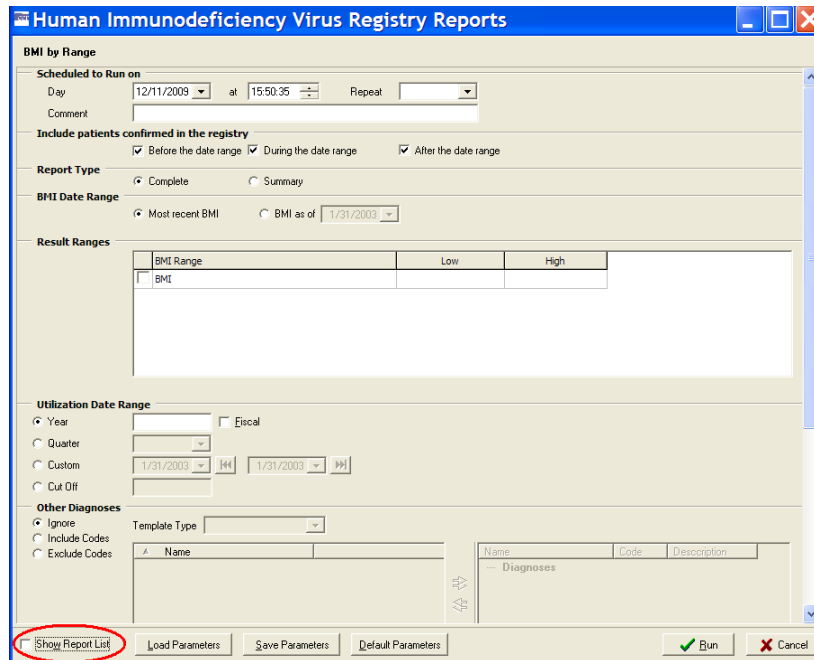 Human Immunodeficiency Virus Registry Reports
BMI by Range
Scheduled to Run on
Day 12/11/2009 at 15:50:35 Repeat
Comment
Include patients confirmed in the registry
Before the date range During the date range After the date range
Report Type
Complete Summary
BMI Date Range
Most recent BMI BMI as of 1/31/2003
Result Ranges
BMI Range Low High
BMI
Utilization Date Range
Year Fiscal
Quarter
Custom 1/31/2003 1/31/2003
Cut Off
Other Diagnoses
Ignore Template Type
Include Codes
Exclude Codes Name Name Code Desccription
Diagnoses
Show Report List Load Parameters Save Parameters Default Parameters Run Cancel